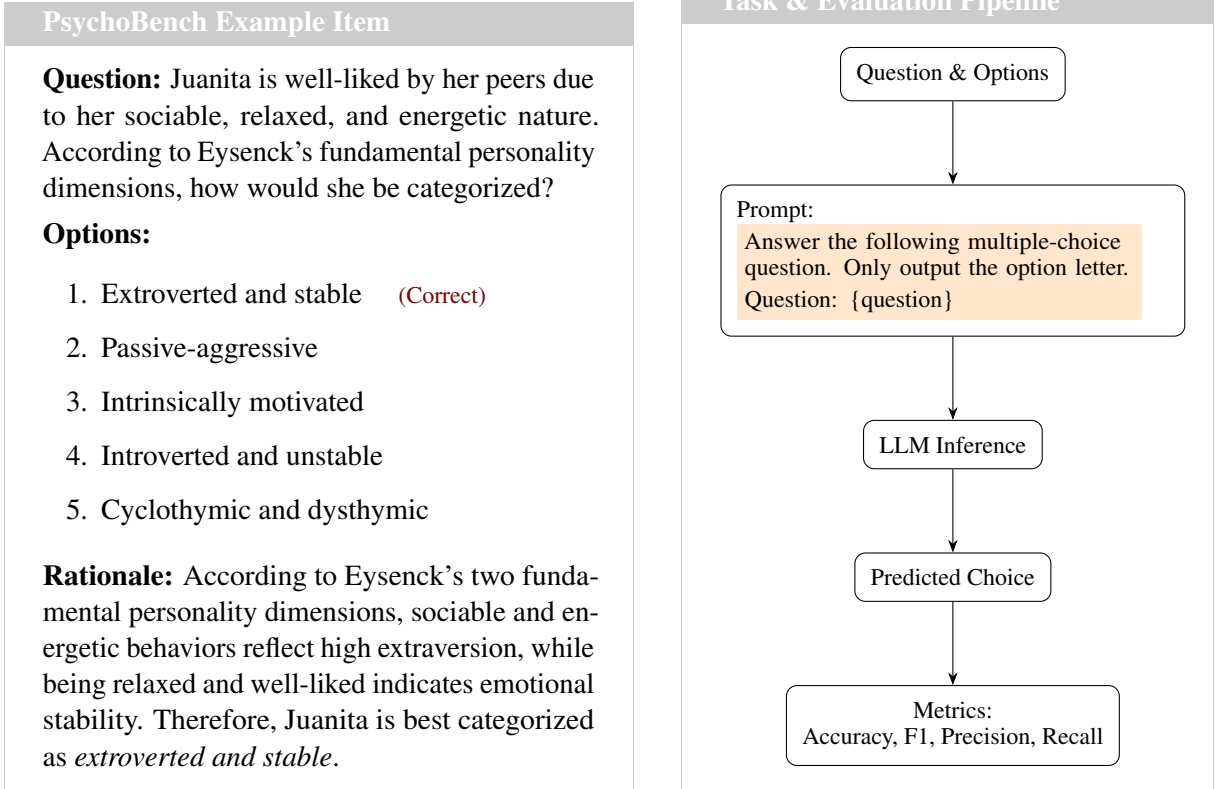 PsychoBench Example Item
Question: Juanita is well-liked by her peers due
to her sociable, relaxed, and energetic nature.
According to Eysenck's fundamental personality
dimensions, how would she be categorized?
Options:
1. Extroverted and stable (Correct)
2. Passive-aggressive
3. Intrinsically motivated
4. Introverted and unstable
5. Cyclothymic and dysthymic
Rationale: According to Eysenck's two funda-
mental personality dimensions, sociable and en-
ergetic behaviors reflect high extraversion, while
being relaxed and well-liked indicates emotional
stability. Therefore, Juanita is best categorized
as extroverted and stable.
Task & Evaluation Pipeline
Question & Options
Prompt:
Answer the following multiple-choice
question. Only output the option letter.
Question: {question}
LLM Inference
Predicted Choice
Metrics:
Accuracy, F1, Precision, Recall